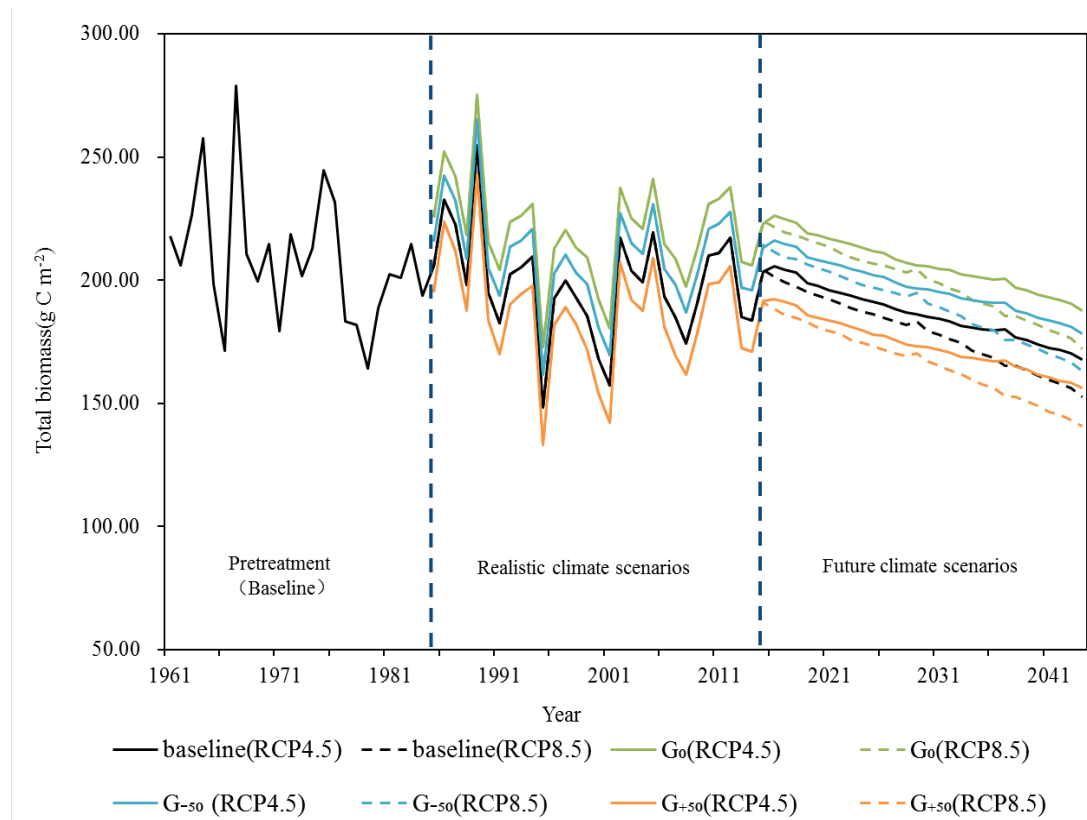 300.00
250.00
200.00
150.00
100.00
50.00
Total biomass(g C m⁻²)
Pretreatment
（Baseline）
Realistic climate scenarios
Future climate scenarios
1961 1971 1981 1991 2001 2011 2021 2031 2041
Year
baseline(RCP4.5) baseline(RCP8.5) G₀(RCP4.5) G₀(RCP8.5)
G₋₅₀ (RCP4.5) G₋₅₀(RCP8.5) G₊₅₀(RCP4.5) G₊₅₀(RCP8.5)